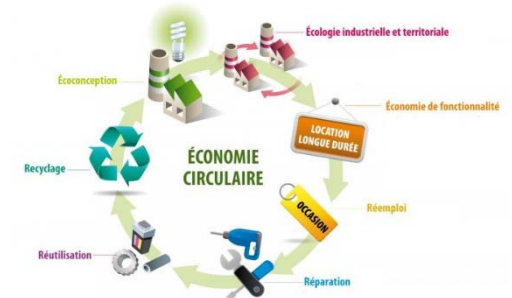 Écologie industrielle et territoriale
Écoconception
Économie de fonctionnalité
LOCATION
LONGUE DURÉE
ÉCONOMIE
CIRCULAIRE
Recyclage
OCCASION
Réemploi
Réutilisation
Réparation